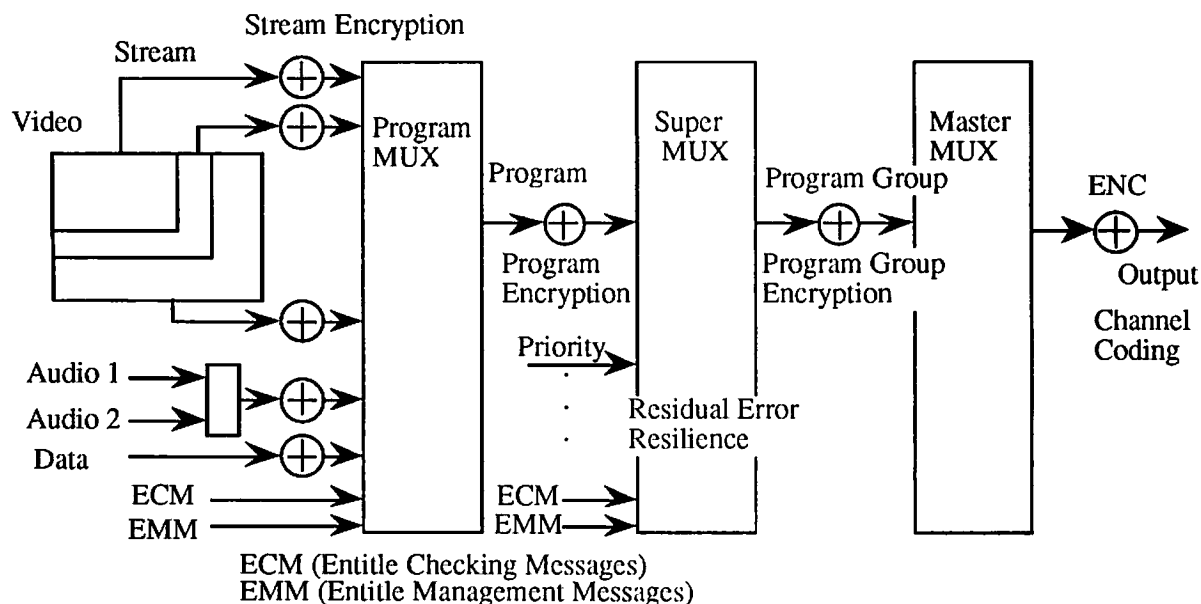 Stream Encryption
Stream
Video
Program
MUX
Super
MUX
Master
MUX
Program
Program Group
ENC
Program
Encryption
Program Group
Encryption
Output
Channel
Coding
Priority
Audio 1
Audio 2
Residual Error
Resilience
Data
ECM
EMM
ECM
EMM
ECM (Entitle Checking Messages)
EMM (Entitle Management Messages)